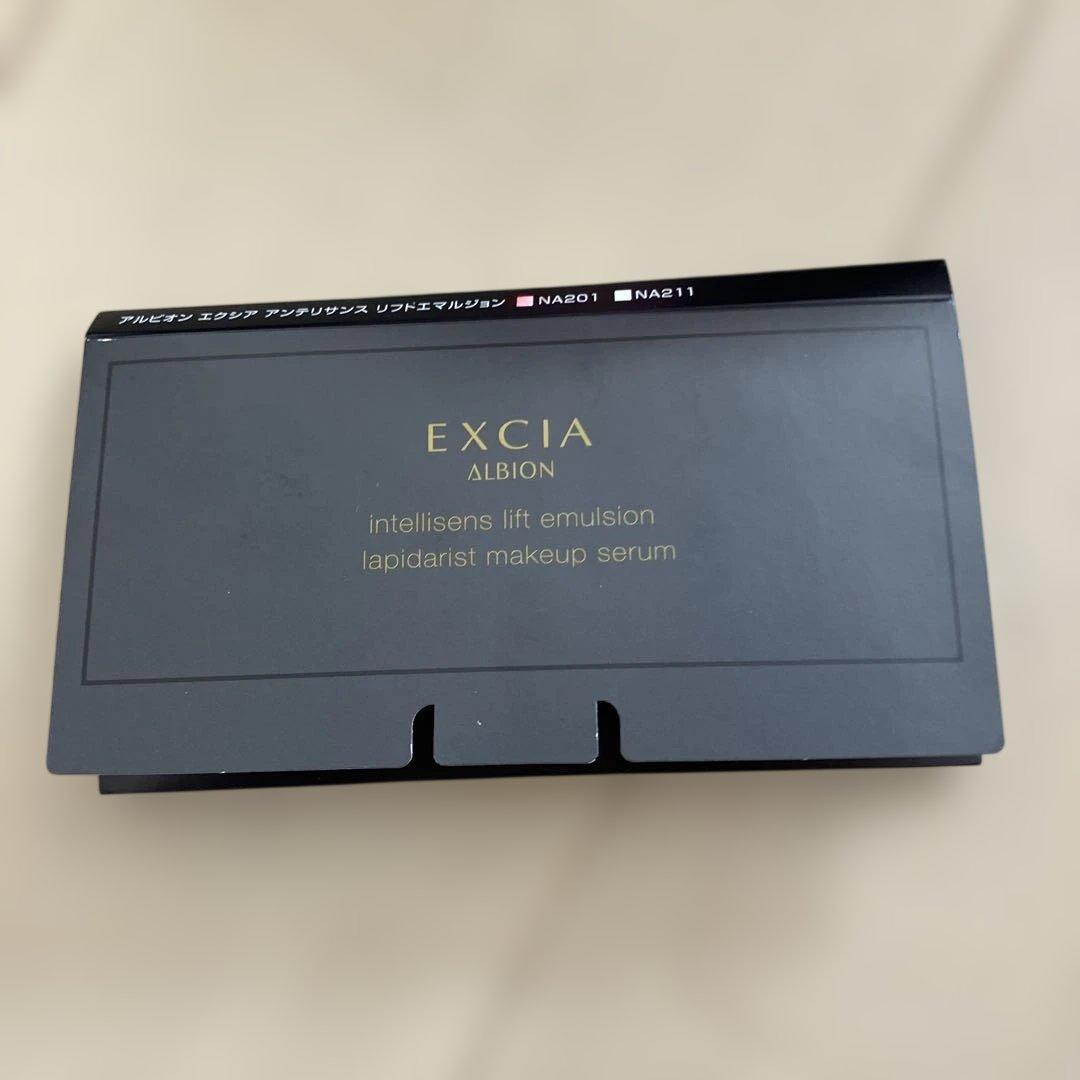 アルビオン エクシア アンテリサンス リフトエマルジョン NA201 NA211
EXCIA
ALBION
intellisens lift emulsion
lapidarist makeup serum